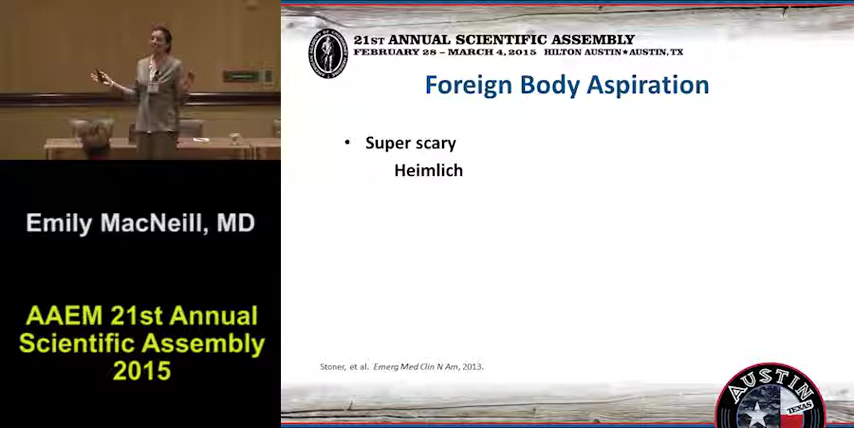 21ST ANNUAL SCIENTIFIC ASSEMBLY
FEBRUARY 28 – MARCH 4, 2015 HILTON AUSTIN★AUSTIN, TX
Foreign Body Aspiration
• Super scary
Heimlich
Emily MacNeill, MD
AAEM 21st Annual
Scientific Assembly
2015
Stoner, et al. Emerg Med Clin N Am, 2013.
AUSTIN
TEXAS